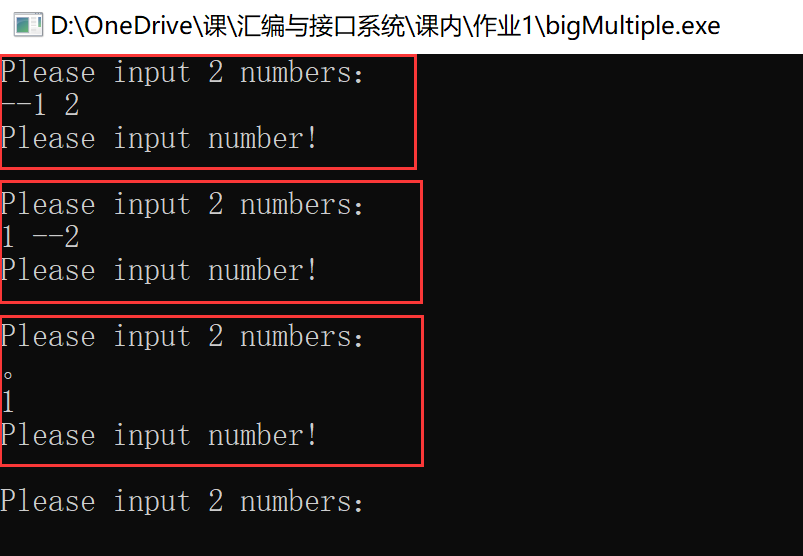 D:\OneDrive\课\汇编与接口系统\课内\作业1\bigMultiple.exe
Please input 2 numbers：
--1 2
Please input number!
Please input 2 numbers：
1 --2
Please input number!
Please input 2 numbers：
。
1
Please input number!
Please input 2 numbers：